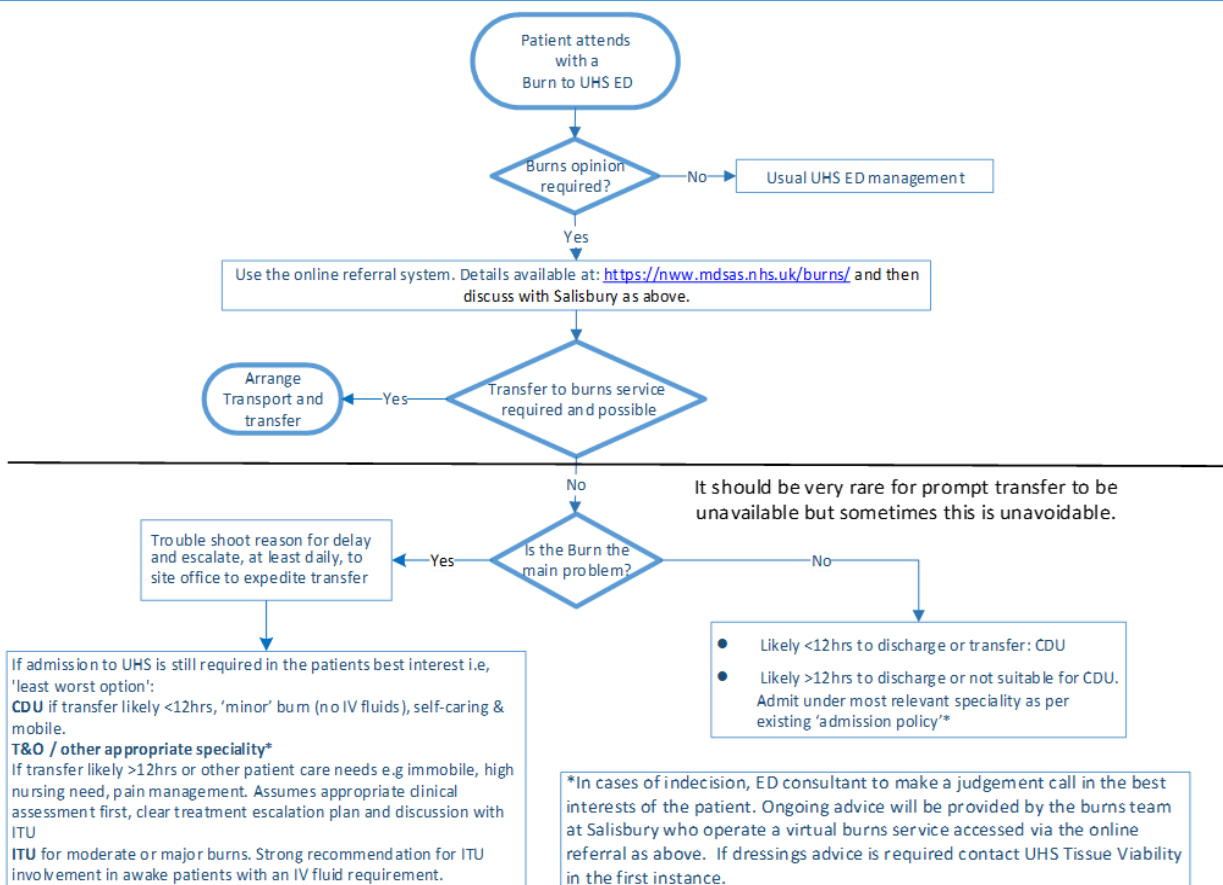 Patient attends
with a
Burn to UHS ED
Burns opinion
required?
No
Usual UHS ED management
Yes
Use the online referral system. Details available at: https://nww.mdsas.nhs.uk/burns/ and then
discuss with Salisbury as above.
Transfer to burns service
required and possible
Yes
Arrange
Transport and
transfer
No
It should be very rare for prompt transfer to be
unavailable but sometimes this is unavoidable.
Is the Burn the
main problem?
Yes
No
Trouble shoot reason for delay
and escalate, at least daily, to
site office to expedite transfer
If admission to UHS is still required in the patients best interest i.e,
'least worst option':
CDU if transfer likely <12hrs, 'minor' burn (no IV fluids), self-caring &
mobile.
T&O / other appropriate speciality*
If transfer likely >12hrs or other patient care needs e.g immobile, high
nursing need, pain management. Assumes appropriate clinical
assessment first, clear treatment escalation plan and discussion with
ITU
ITU for moderate or major burns. Strong recommendation for ITU
involvement in awake patients with an IV fluid requirement.
● Likely <12hrs to discharge or transfer: CDU
● Likely >12hrs to discharge or not suitable for CDU.
Admit under most relevant speciality as per
existing 'admission policy'*
*In cases of indecision, ED consultant to make a judgement call in the best
interests of the patient. Ongoing advice will be provided by the burns team
at Salisbury who operate a virtual burns service accessed via the online
referral as above. If dressings advice is required contact UHS Tissue Viability
in the first instance.